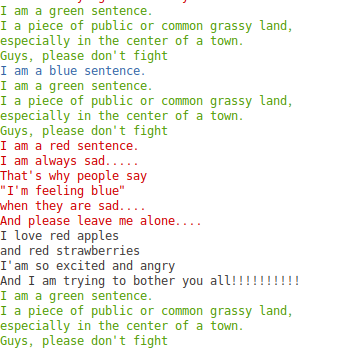 I am a green sentence.
I a piece of public or common grassy land,
especially in the center of a town.
Guys, please don't fight
I am a blue sentence.
I am a green sentence.
I a piece of public or common grassy land,
especially in the center of a town.
Guys, please don't fight
I am a red sentence.
I am always sad.....
That's why people say
"I'm feeling blue"
when they are sad....
And please leave me alone....
I love red apples
and red strawberries
I'am so excited and angry
And I am trying to bother you all!!!!!!!!!!
I am a green sentence.
I a piece of public or common grassy land,
especially in the center of a town.
Guys, please don't fight